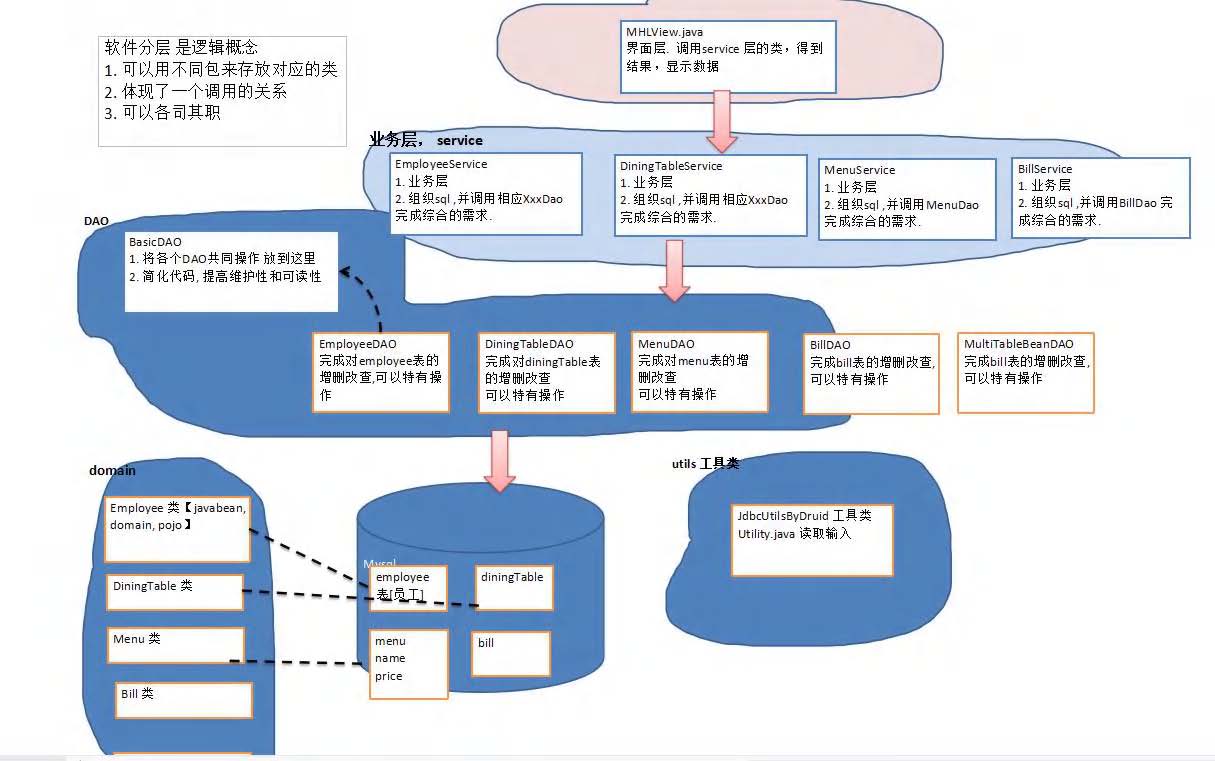 软件分层 是逻辑概念
1. 可以用不同包来存放对应的类
2. 体现了一个调用的关系
3. 可以各司其职
MHLView.java
界面层. 调用service 层的类，得到
结果，显示数据
业务层， service
EmployeeService
1. 业务层
2. 组织sql ,并调用相应XxxDao
完成综合的需求.
DiningTableService
1. 业务层
2. 组织sql ,并调用相应XxxDao
完成综合的需求.
MenuService
1. 业务层
2. 组织sql ,并调用MenuDao
完成综合的需求.
BillService
1. 业务层
2. 组织sql ,并调用BillDao 完
成综合的需求.
DAO
BasicDAO
1. 将各个DAO共同操作 放到这里
2. 简化代码, 提高维护性和可读性
EmployeeDAO
完成对employee表的
增删改查,可以特有操
作
DiningTableDAO
完成对diningTable表
的增删改查
可以特有操作
MenuDAO
完成对menu表的增
删改查
可以特有操作
BillDAO
完成bill表的增删改查,
可以特有操作
MultiTableBeanDAO
完成bill表的增删改查,
可以特有操作
domain
Employee 类【javabean,
domain, pojo】
DiningTable 类
Menu 类
Bill 类
Mysql
employee
表[员工]
diningTable
menu
name
price
bill
utils 工具类
JdbcUtilsByDruid 工具类
Utility.java 读取输入